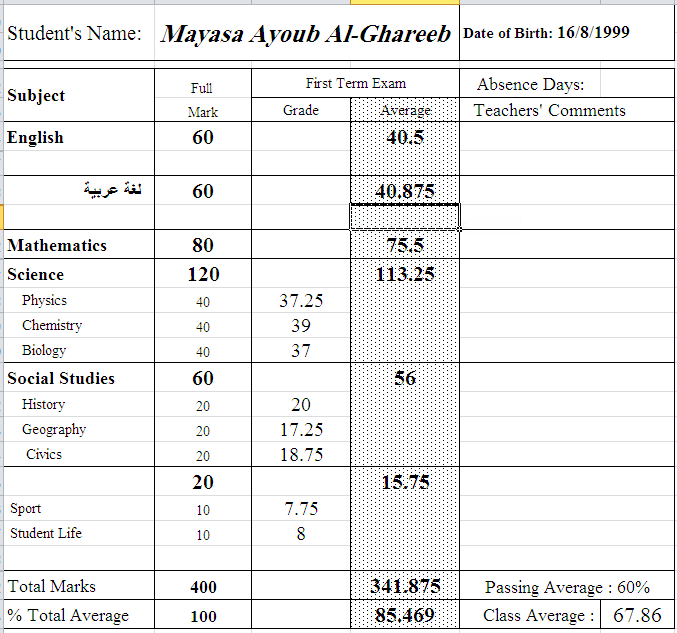 Student's Name: Mayasa Ayoub Al-Ghareeb Date of Birth: 16/8/1999
Subject Full Mark First Term Exam Absence Days:
Grade Average Teachers' Comments
English 60 40.5
لغة عربية 60 40.875
Mathematics 80 75.5
Science 120 113.25
Physics 40 37.25
Chemistry 40 39
Biology 40 37
Social Studies 60 56
History 20 20
Geography 20 17.25
Civics 20 18.75
20 15.75
Sport 10 7.75
Student Life 10 8
Total Marks 400 341.875 Passing Average : 60%
% Total Average 100 85.469 Class Average : 67.86